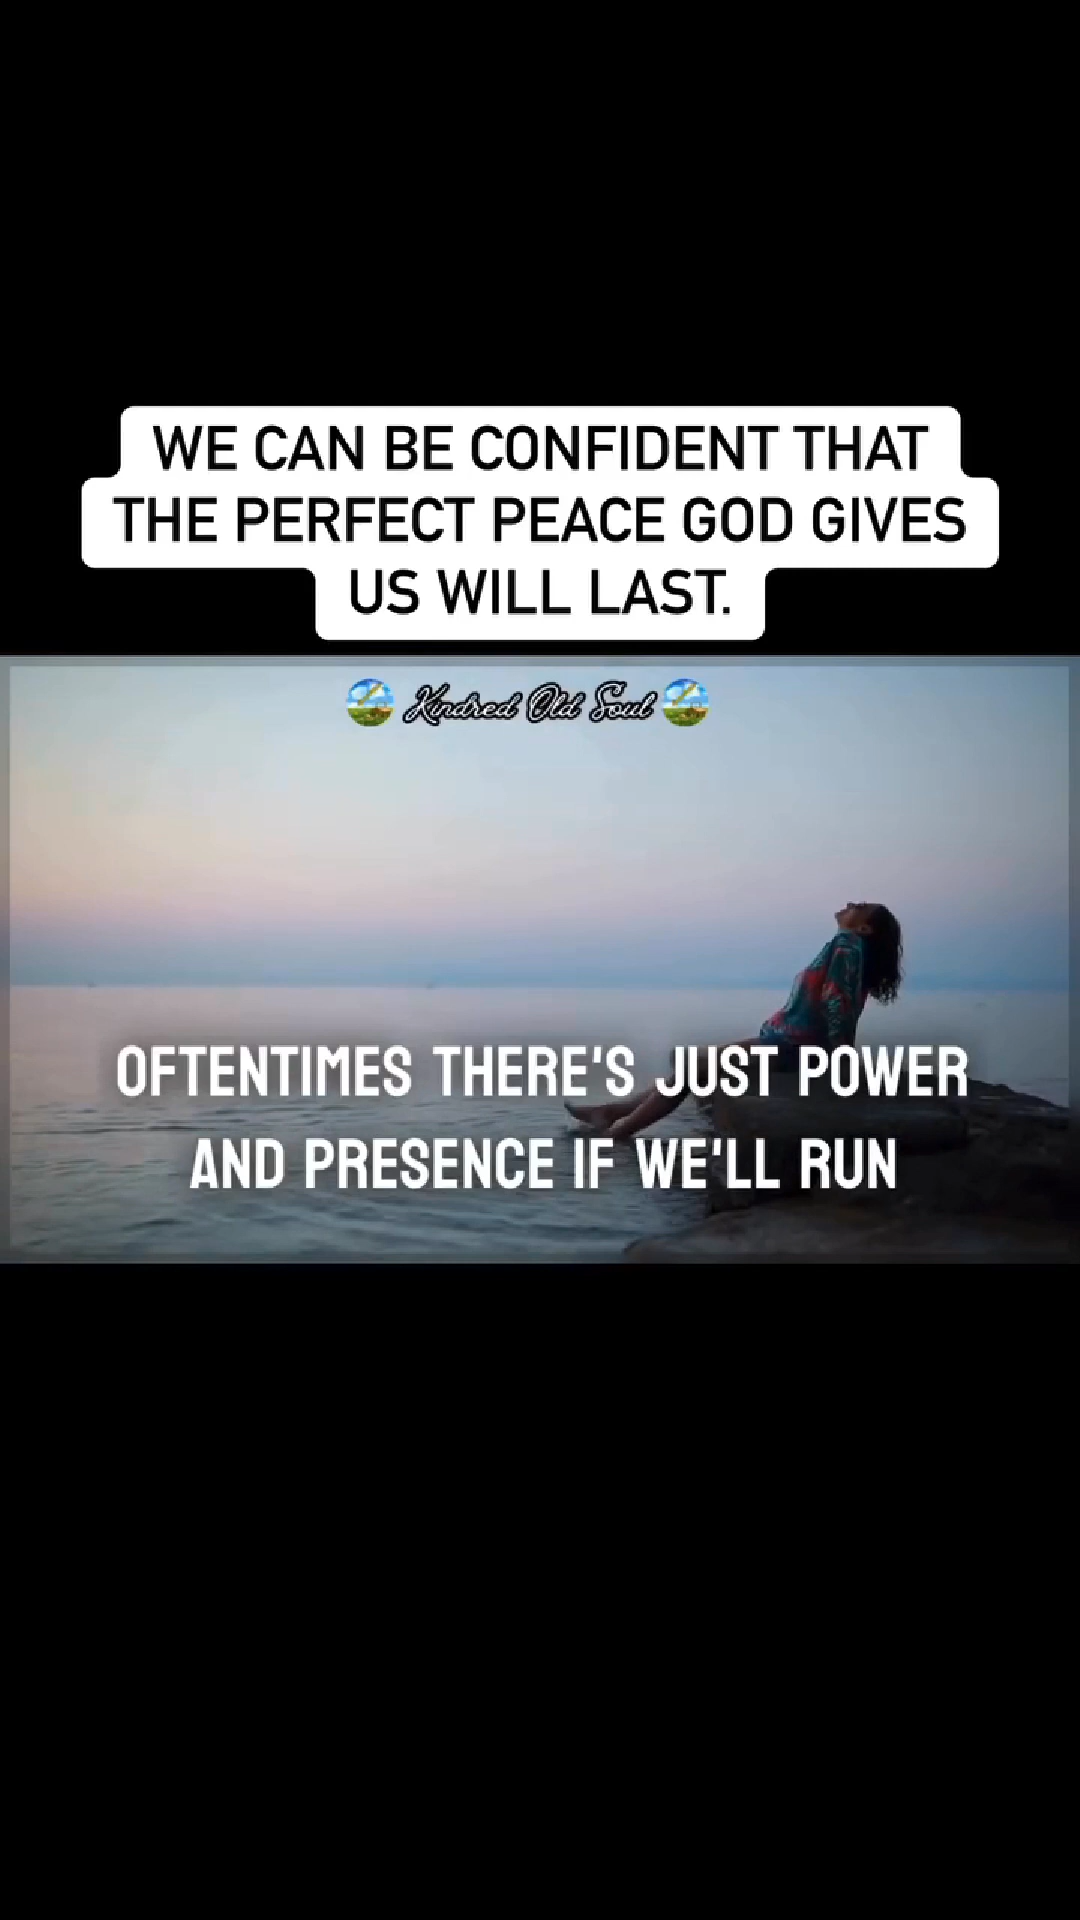 WE CAN BE CONFIDENT THAT
THE PERFECT PEACE GOD GIVES
US WILL LAST.
Kindred Old Soul
OFTENTIMES THERE'S JUST POWER
AND PRESENCE IF WE'LL RUN